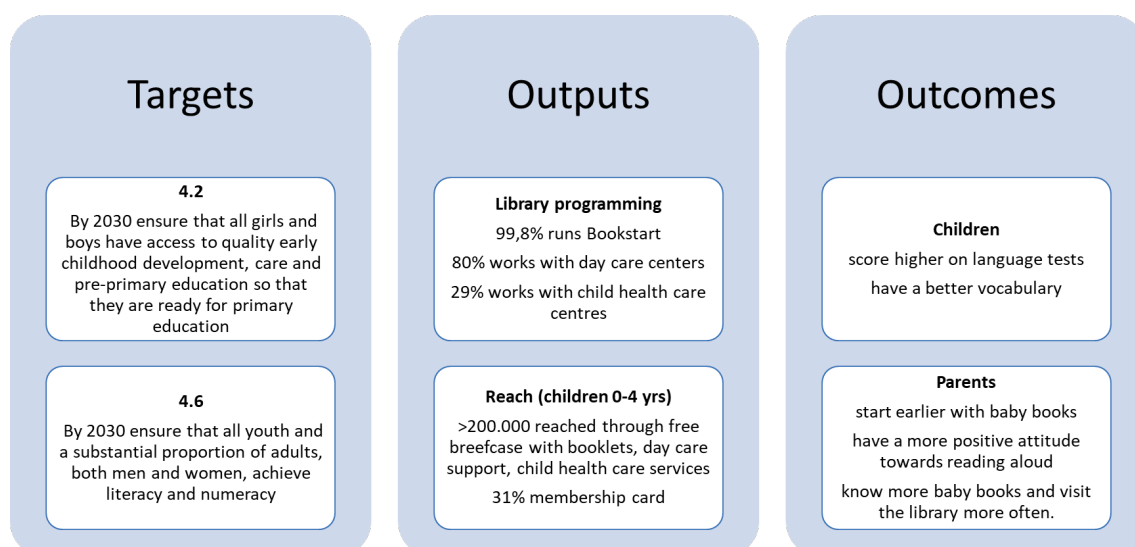 Targets
4.2
By 2030 ensure that all girls and
boys have access to quality early
childhood development, care and
pre-primary education so that
they are ready for primary
education
4.6
By 2030 ensure that all youth and
a substantial proportion of adults,
both men and women, achieve
literacy and numeracy
Outputs
Library programming
99,8% runs Bookstart
80% works with day care centers
29% works with child health care
centres
Reach (children 0-4 yrs)
>200.000 reached through free
breefcase with booklets, day care
support, child health care services
31% membership card
Outcomes
Children
score higher on language tests
have a better vocabulary
Parents
start earlier with baby books
have a more positive attitude
towards reading aloud
know more baby books and visit
the library more often.